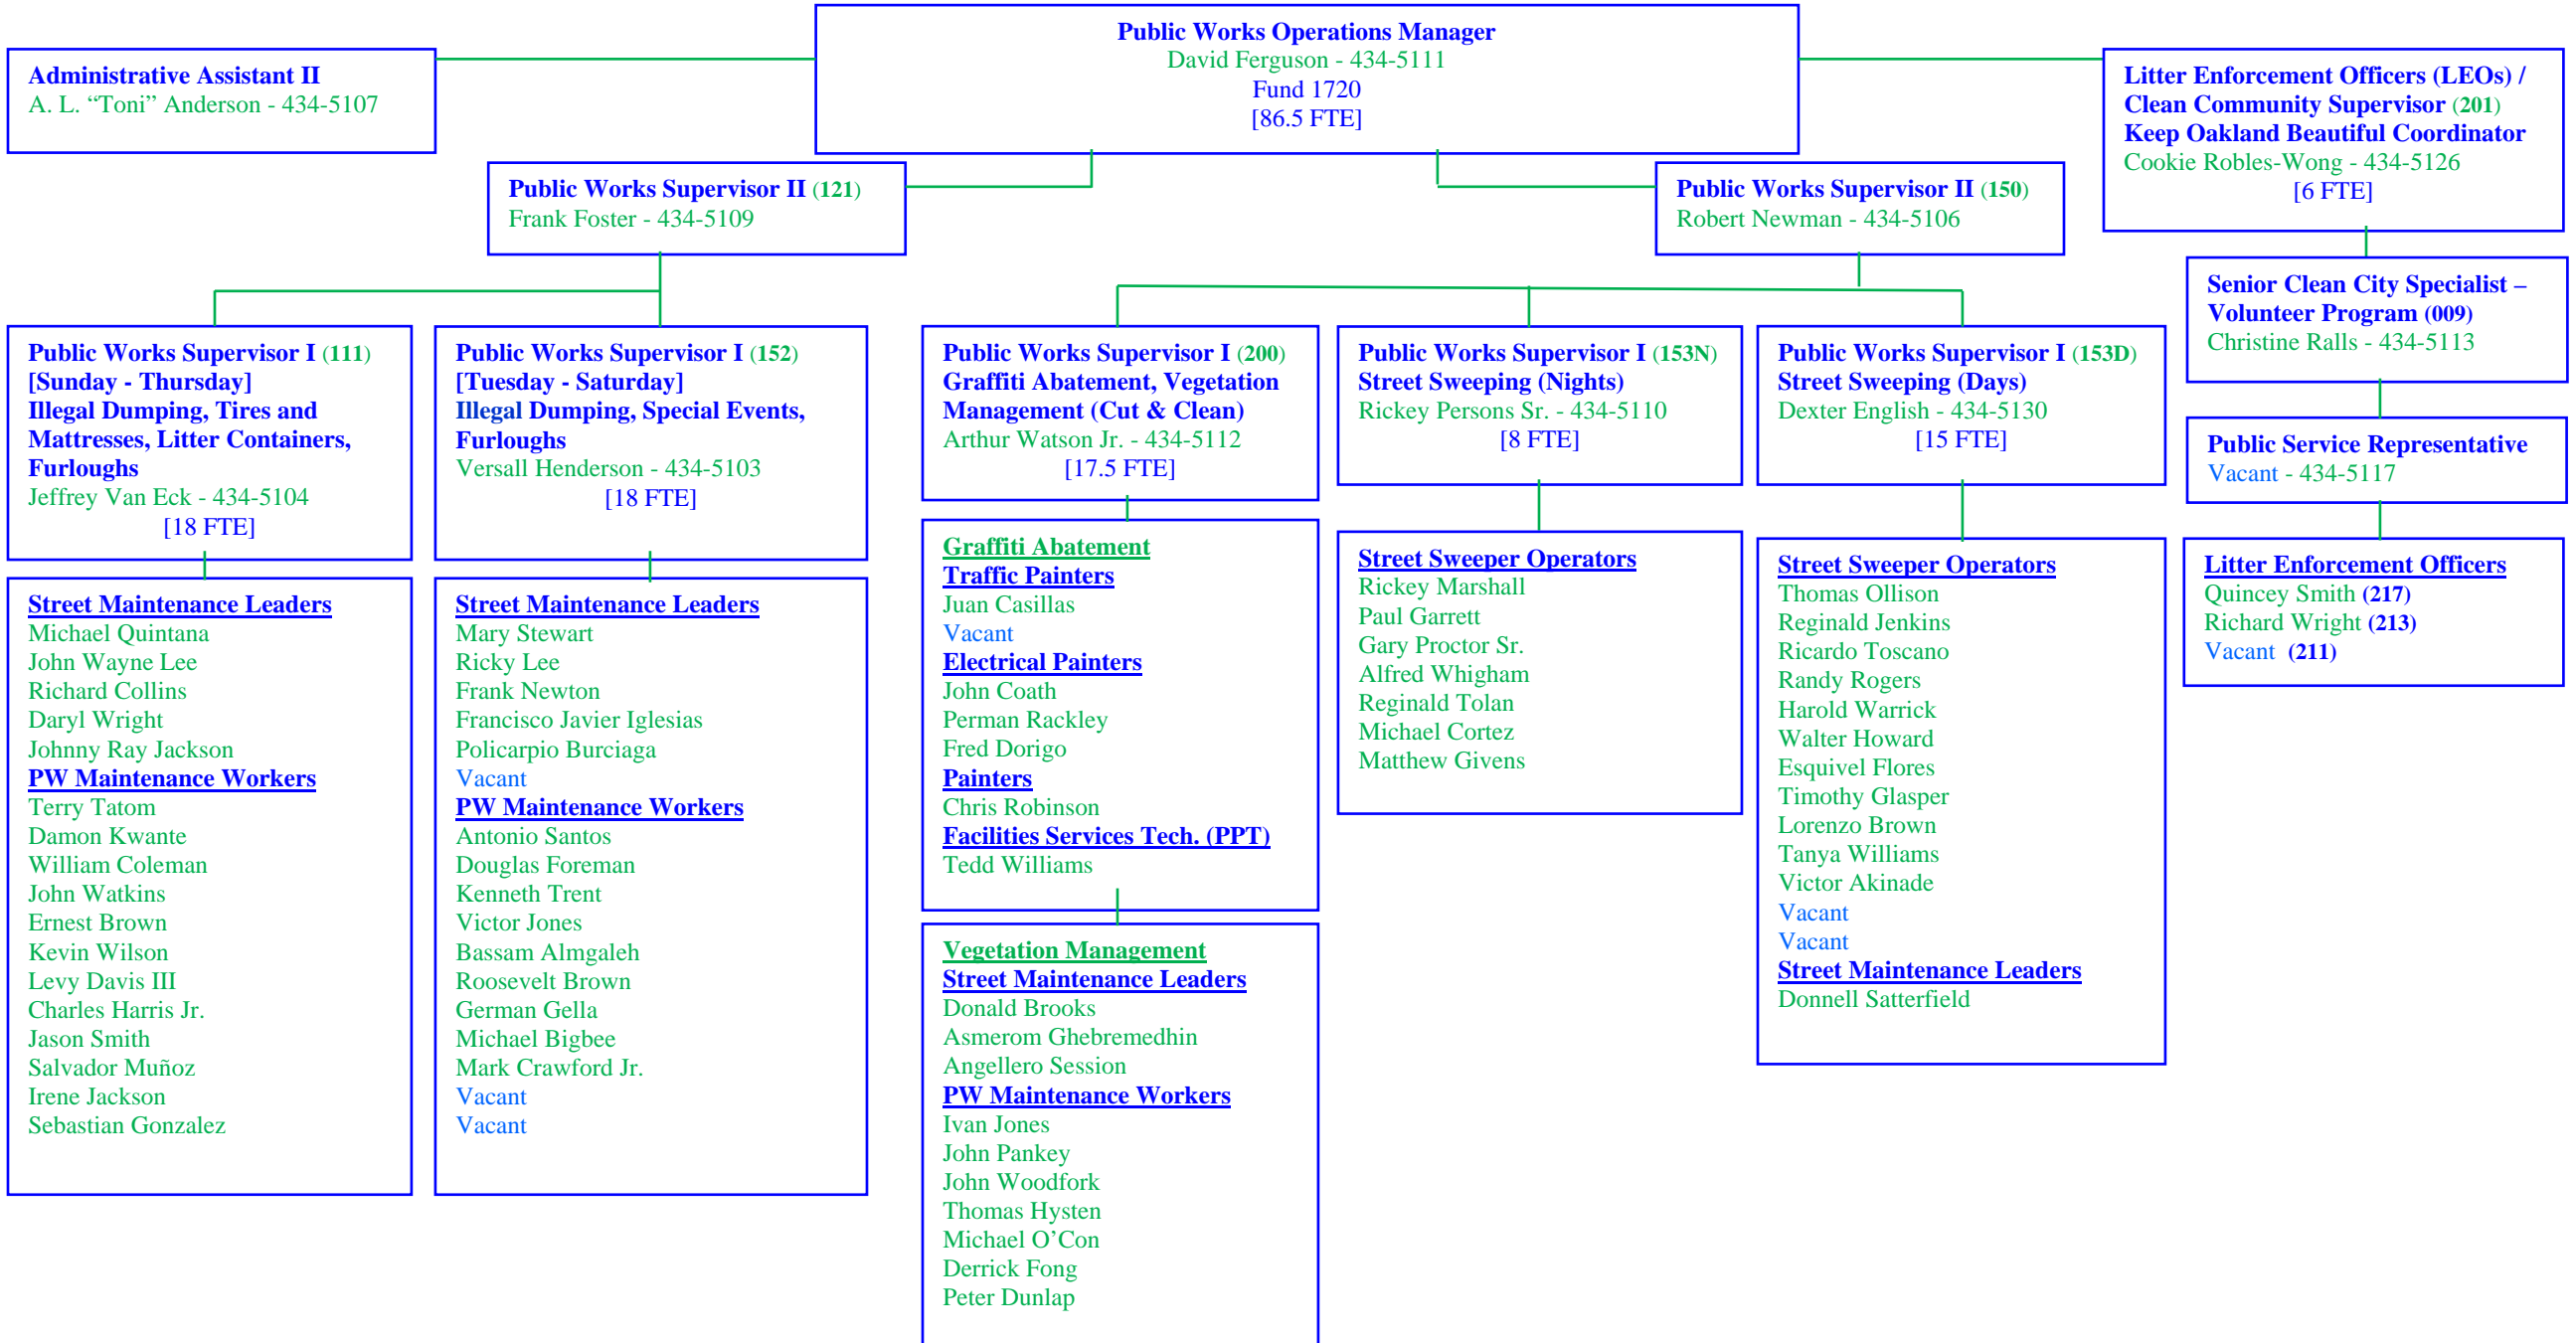 Public Works Operations Manager
David Ferguson - 434-5111
Fund 1720
[86.5 FTE]
Administrative Assistant II
A. L. “Toni” Anderson - 434-5107
Litter Enforcement Officers (LEOs) /
Clean Community Supervisor (201)
Keep Oakland Beautiful Coordinator
Cookie Robles-Wong - 434-5126
[6 FTE]
Public Works Supervisor II (121)
Frank Foster - 434-5109
Public Works Supervisor II (150)
Robert Newman - 434-5106
Senior Clean City Specialist –
Volunteer Program (009)
Christine Ralls - 434-5113
Public Service Representative
Vacant - 434-5117
Litter Enforcement Officers
Quincey Smith (217)
Richard Wright (213)
Vacant (211)
Public Works Supervisor I (111)
[Sunday - Thursday]
Illegal Dumping, Tires and
Mattresses, Litter Containers,
Furloughs
Jeffrey Van Eck - 434-5104
[18 FTE]
Street Maintenance Leaders
Michael Quintana
John Wayne Lee
Richard Collins
Daryl Wright
Johnny Ray Jackson
PW Maintenance Workers
Terry Tatom
Damon Kwante
William Coleman
John Watkins
Ernest Brown
Kevin Wilson
Levy Davis III
Charles Harris Jr.
Jason Smith
Salvador Muñoz
Irene Jackson
Sebastian Gonzalez
Public Works Supervisor I (152)
[Tuesday - Saturday]
Illegal Dumping, Special Events,
Furloughs
Versall Henderson - 434-5103
[18 FTE]
Street Maintenance Leaders
Mary Stewart
Ricky Lee
Frank Newton
Francisco Javier Iglesias
Policarpio Burciaga
Vacant
PW Maintenance Workers
Antonio Santos
Douglas Foreman
Kenneth Trent
Victor Jones
Bassam Almgaleh
Roosevelt Brown
German Gella
Michael Bigbee
Mark Crawford Jr.
Vacant
Vacant
Public Works Supervisor I (200)
Graffiti Abatement, Vegetation
Management (Cut & Clean)
Arthur Watson Jr. - 434-5112
[17.5 FTE]
Graffiti Abatement
Traffic Painters
Juan Casillas
Vacant
Electrical Painters
John Coath
Perman Rackley
Fred Dorigo
Painters
Chris Robinson
Facilities Services Tech. (PPT)
Tedd Williams
Vegetation Management
Street Maintenance Leaders
Donald Brooks
Asmerom Ghebremedhin
Angellero Session
PW Maintenance Workers
Ivan Jones
John Pankey
John Woodfork
Thomas Hysten
Michael O’Con
Derrick Fong
Peter Dunlap
Public Works Supervisor I (153N)
Street Sweeping (Nights)
Rickey Persons Sr. - 434-5110
[8 FTE]
Street Sweeper Operators
Rickey Marshall
Paul Garrett
Gary Proctor Sr.
Alfred Whigham
Reginald Tolan
Michael Cortez
Matthew Givens
Public Works Supervisor I (153D)
Street Sweeping (Days)
Dexter English - 434-5130
[15 FTE]
Street Sweeper Operators
Thomas Ollison
Reginald Jenkins
Ricardo Toscano
Randy Rogers
Harold Warrick
Walter Howard
Esquivel Flores
Timothy Glasper
Lorenzo Brown
Tanya Williams
Victor Akinade
Vacant
Vacant
Street Maintenance Leaders
Donnell Satterfield